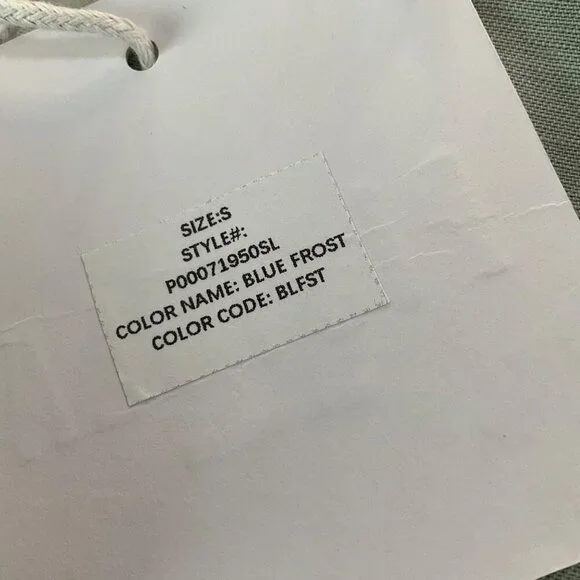 SIZE:S
STYLE#:
P00071950SL
COLOR NAME: BLUE FROST
COLOR CODE: BLFST